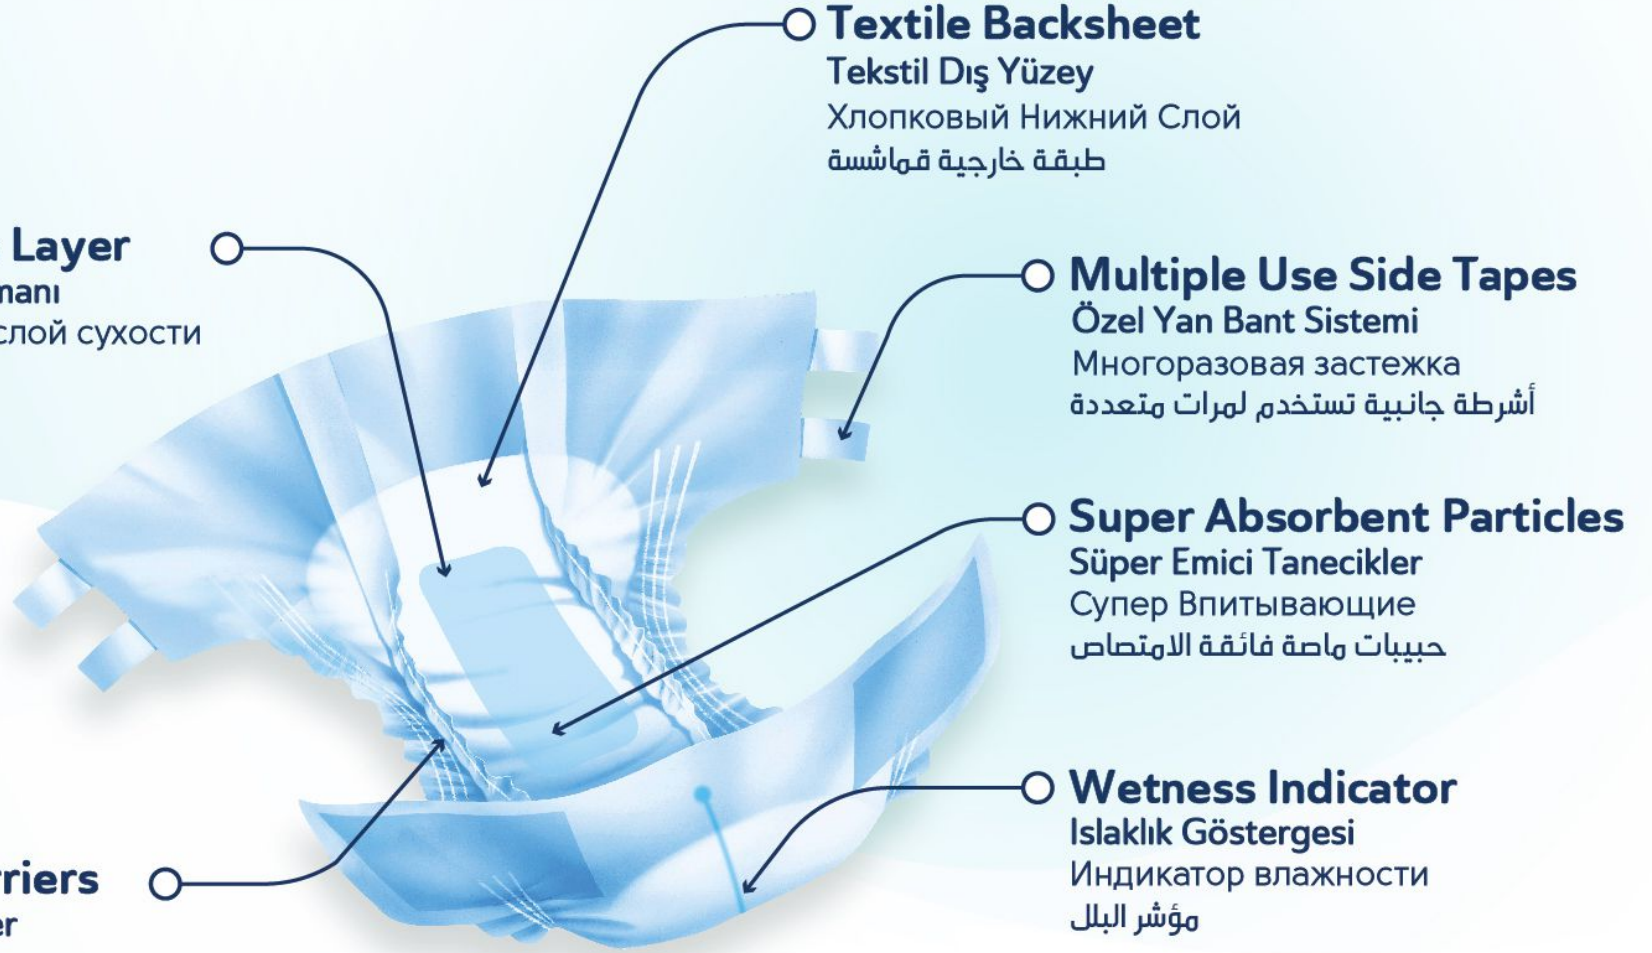 Textile Backsheet
Tekstil Dış Yüzey
Хлопковый Нижний Слой
طبقة خارجية قماشسة
Layer
manı
слой сухости
Multiple Use Side Tapes
Özel Yan Bant Sistemi
Многоразовая застежка
أشرطة جانبية تستخدم لمرات متعددة
Super Absorbent Particles
Süper Emici Tanecikler
Супер Впитывающие
حبيبات ماصة فائقة الامتصاص
Wetness Indicator
Islaklık Göstergesi
Индикатор влажности
مؤشر البلل
riers
er